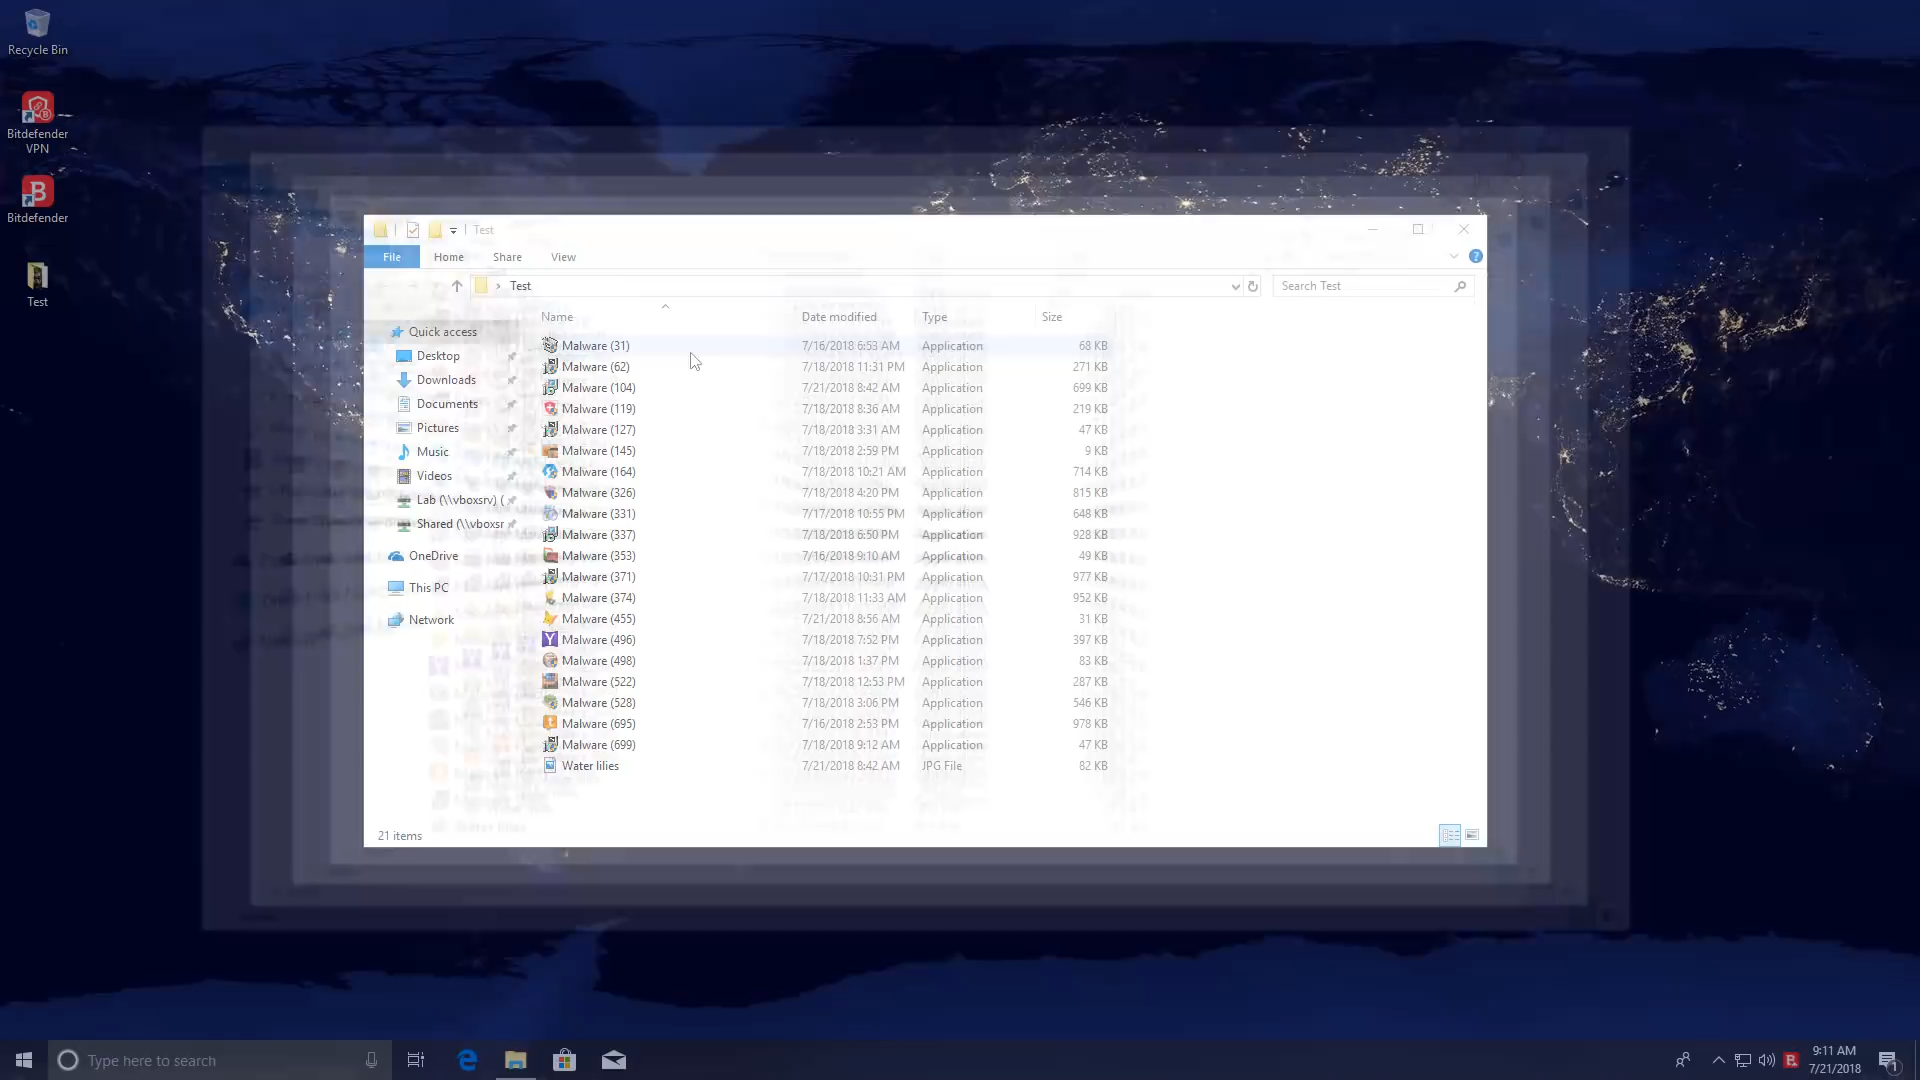 Recycle Bin
Bitdefender
VPN
Bitdefender
Test
Test
File Home Share View
Test
Search Test
Name Date modified Type Size
Quick access
Desktop
Downloads
Documents
Pictures
Music
Videos
Lab (\\vboxsrv) (
Shared (\\vboxsr
OneDrive
This PC
Network
Malware (31) 7/16/2018 6:53 AM Application 68 KB
Malware (62) 7/18/2018 11:31 PM Application 271 KB
Malware (104) 7/21/2018 8:42 AM Application 699 KB
Malware (119) 7/18/2018 8:36 AM Application 219 KB
Malware (127) 7/18/2018 3:31 AM Application 47 KB
Malware (145) 7/18/2018 2:59 PM Application 9 KB
Malware (164) 7/18/2018 10:21 AM Application 714 KB
Malware (326) 7/18/2018 4:20 PM Application 815 KB
Malware (331) 7/17/2018 10:55 PM Application 648 KB
Malware (337) 7/18/2018 6:50 PM Application 928 KB
Malware (353) 7/16/2018 9:10 AM Application 49 KB
Malware (371) 7/17/2018 10:31 PM Application 977 KB
Malware (374) 7/18/2018 11:33 AM Application 952 KB
Malware (455) 7/21/2018 8:56 AM Application 31 KB
Malware (496) 7/18/2018 7:52 PM Application 397 KB
Malware (498) 7/18/2018 1:37 PM Application 83 KB
Malware (522) 7/18/2018 12:53 PM Application 287 KB
Malware (528) 7/18/2018 3:06 PM Application 546 KB
Malware (695) 7/16/2018 2:53 PM Application 978 KB
Malware (699) 7/18/2018 9:12 AM Application 47 KB
Water lilies 7/21/2018 8:42 AM JPG File 82 KB
21 items
Type here to search
9:11 AM
7/21/2018
1